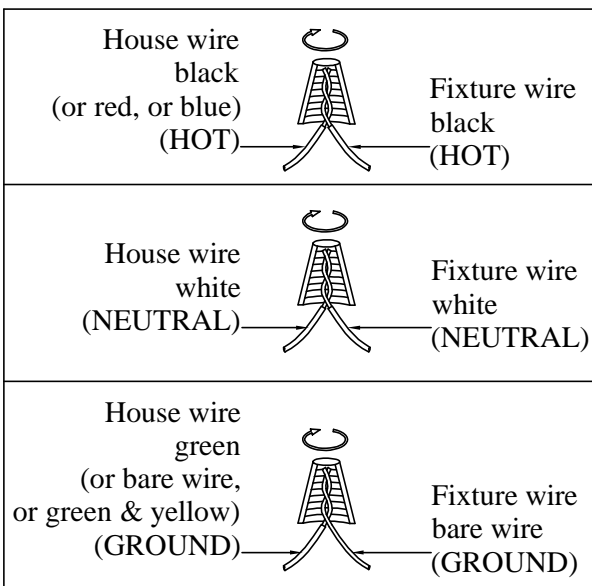 House wire
black
(or red, or blue)
(HOT)
Fixture wire
black
(HOT)
House wire
white
(NEUTRAL)
Fixture wire
white
(NEUTRAL)
House wire
green
(or bare wire,
or green & yellow)
(GROUND)
Fixture wire
bare wire
(GROUND)